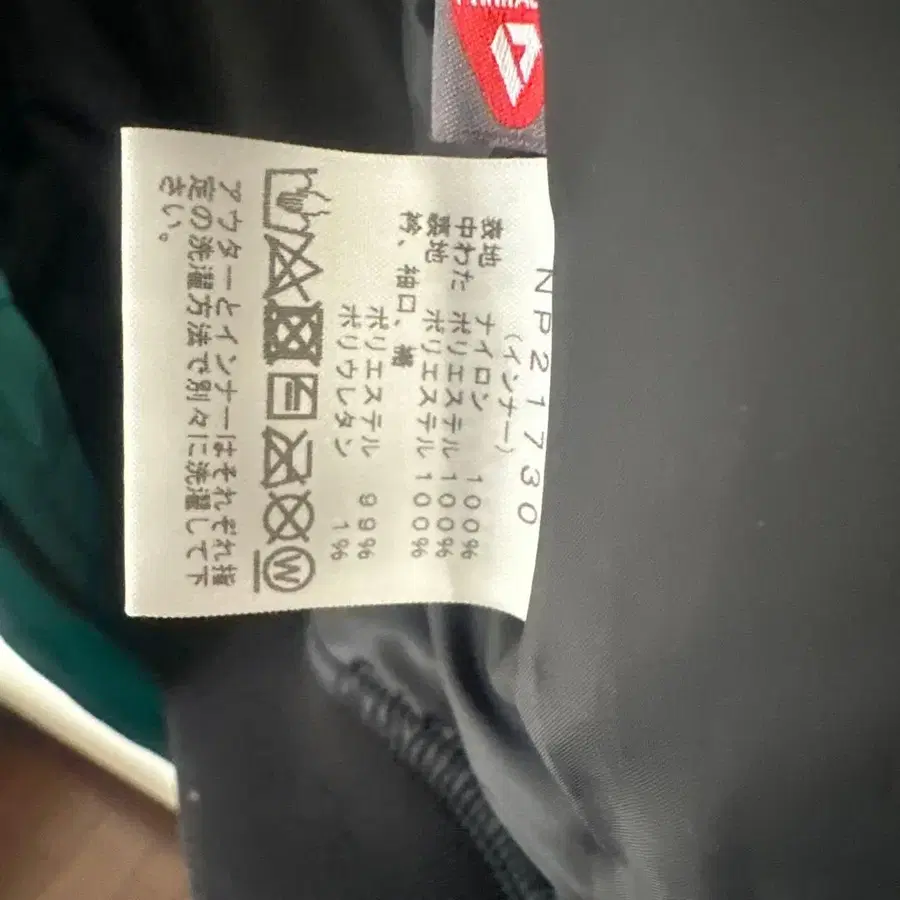 NP21730
(インナー)
表地 ナイロン 100%
中わた ポリエステル 100%
裏地 ポリエステル 100%
衿、袖口、裾
ポリエステル 99%
ポリウレタン 1%
W
アウターとインナーはそれぞれ指
定の洗濯方法で別々に洗濯して下
さい。